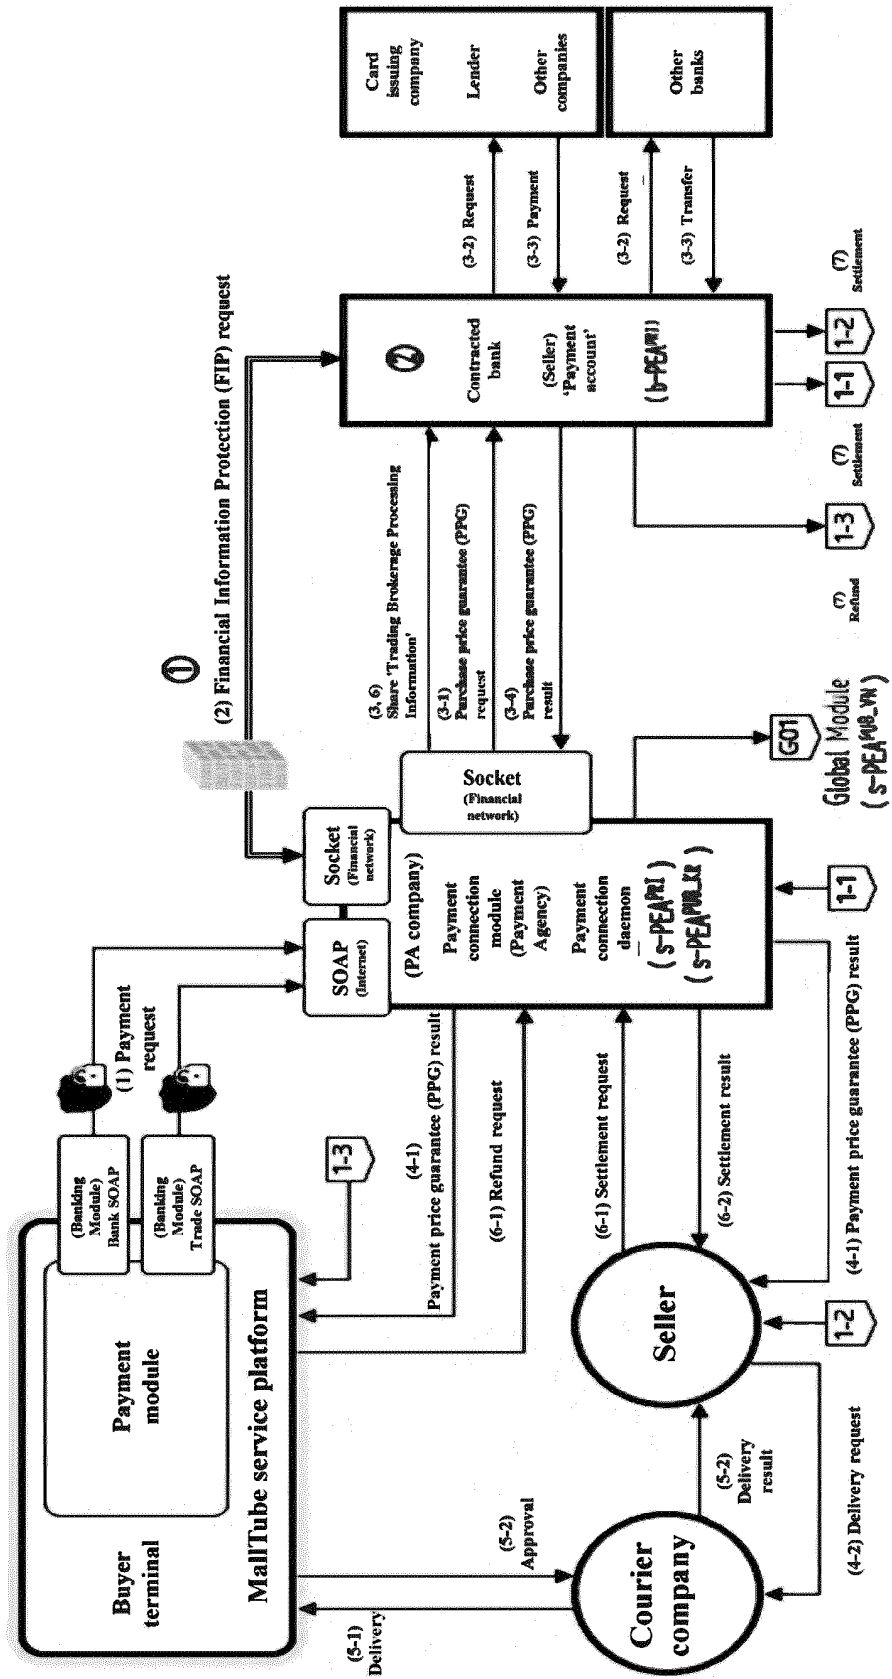 Buyer
terminal
Payment
module
MallTube service platform
(Banking
Module)
Bank SOAP
(Banking
Module)
Trade SOAP
(1) Payment
request
①
(2) Financial Information Protection (FIP) request
SOAP
(Internet)
Socket
(Financial
network)
Socket
(Financial
network)
(PA company)
Payment
connection
module
(Payment
Agency)
Payment
connection
daemon
(s-PEAPRI)
(s-PEAPUB_KR)
(3, 6)
Share 'Trading Brokerage Processing
Information'
(3-1)
Purchase price guarantee (PPG)
request
(3-4)
Purchase price guarantee (PPG)
result
②
Contracted
bank
(Seller)
'Payment
account'
(b-PEAPRI)
(3-2) Request
(3-3) Payment
(3-2) Request
(3-3) Transfer
Card
issuing
company
Lender
Other
companies
Other
banks
1-3
(4-1)
Payment price guarantee (PPG) result
(6-1) Refund request
(6-1) Settlement request
(6-2) Settlement result
(5-1)
Delivery
(5-2)
Approval
Courier
company
(5-2)
Delivery
result
Seller
(4-2) Delivery request
1-2
(4-1) Payment price guarantee (PPG) result
1-1
G01
Global Module
(s-PEAPUB_VN)
(7)
Refund
1-3
(7)
Settlement
1-1
1-2
(7)
Settlement